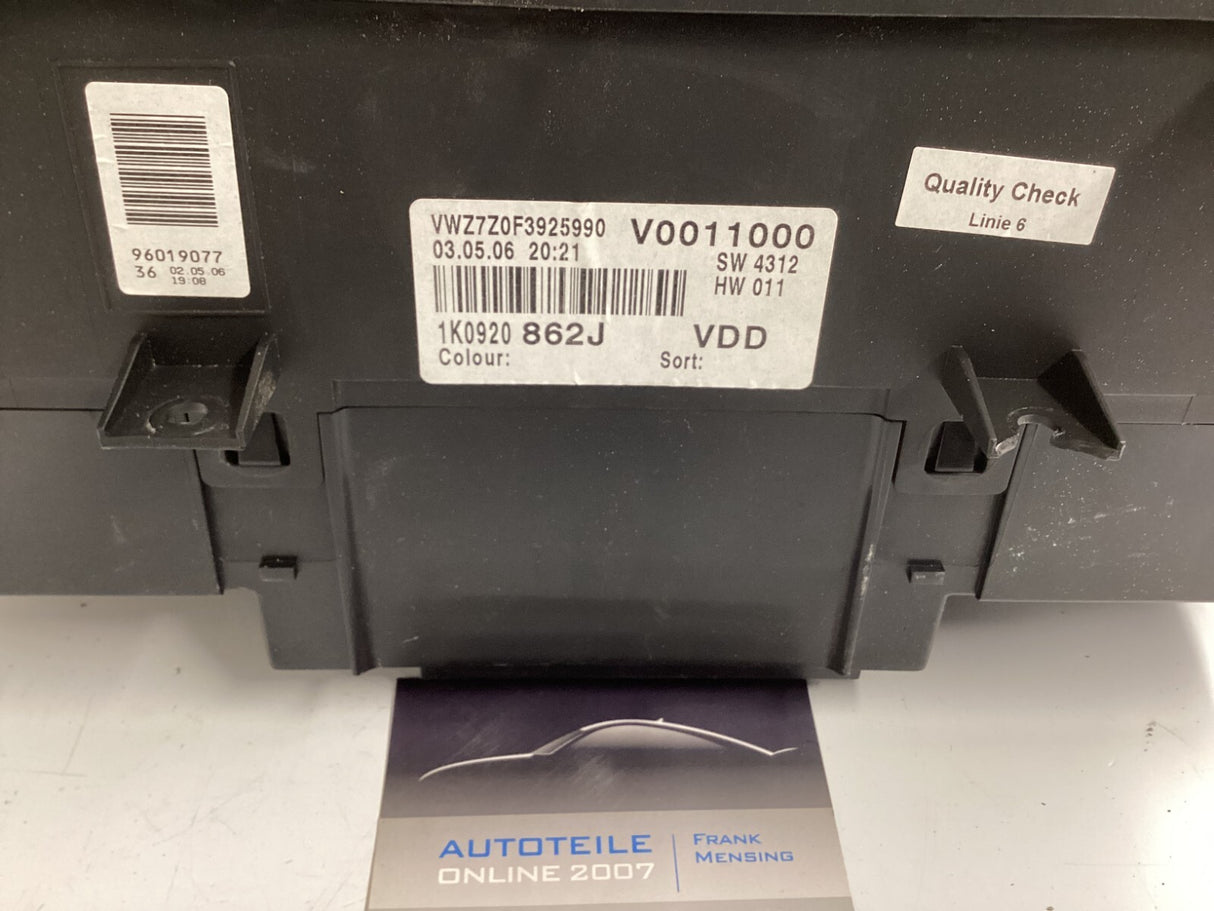 96019077
36 02.05.06
19:08
VWZ7Z0F3925990 V0011000
03.05.06 20:21 SW 4312
HW 011
1K0920 862J VDD
Colour: Sort:
Quality Check
Linie 6
AUTOTEILE
ONLINE 2007
FRANK
MENSING